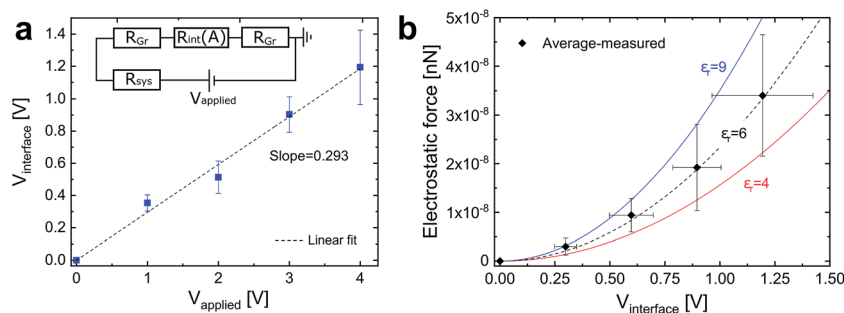 a
R_Gr R_int(A) R_Gr
R_sys
V_applied
1.4
1.2
1.0
0.8
0.6
0.4
0.2
0.0
V_interface [V]
Slope=0.293
Linear fit
0 1 2 3 4
V_applied [V]
b
Average-measured
5x10^-8
4x10^-8
3x10^-8
2x10^-8
1x10^-8
0
Electrostatic force [nN]
ε_r=9
ε_r=6
ε_r=4
0.00 0.25 0.50 0.75 1.00 1.25 1.50
V_interface [V]